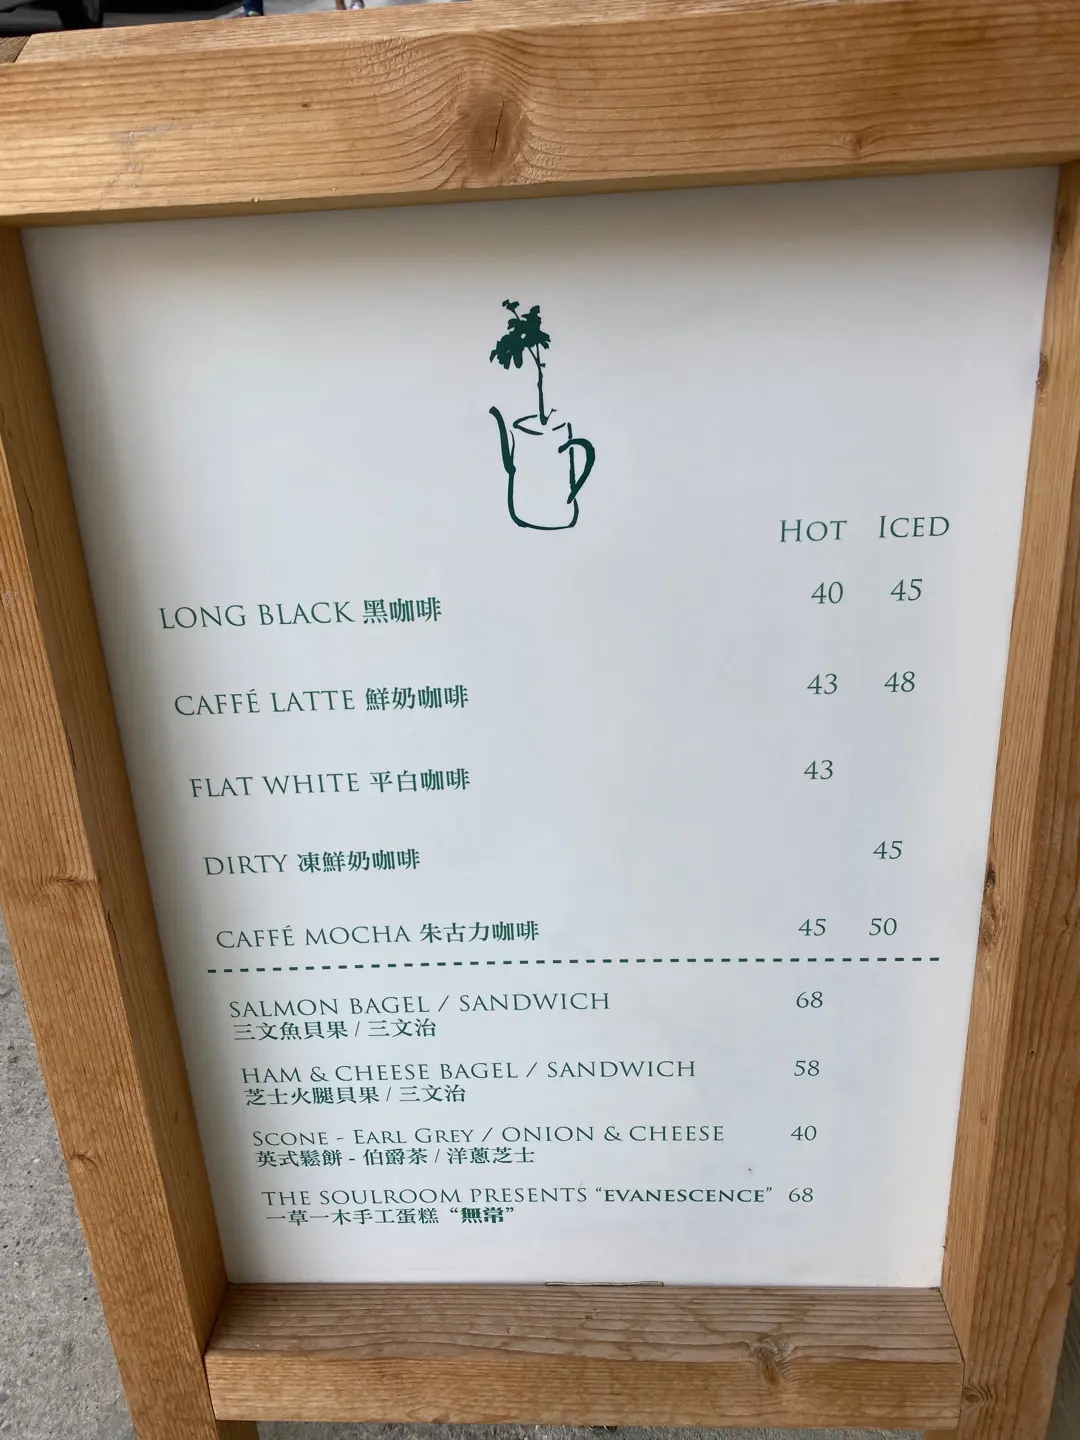 HOT ICED
LONG BLACK 黑咖啡 40 45
CAFFÉ LATTE 鮮奶咖啡 43 48
FLAT WHITE 平白咖啡 43
DIRTY 凍鮮奶咖啡 45
CAFFÉ MOCHA 朱古力咖啡 45 50
SALMON BAGEL / SANDWICH 68
三文魚貝果 / 三文治
HAM & CHEESE BAGEL / SANDWICH 58
芝士火腿貝果 / 三文治
SCONE - EARL GREY / ONION & CHEESE 40
英式鬆餅 - 伯爵茶 / 洋蔥芝士
THE SOULROOM PRESENTS “EVANESCENCE” 68
一草一木手工蛋糕 “無常”